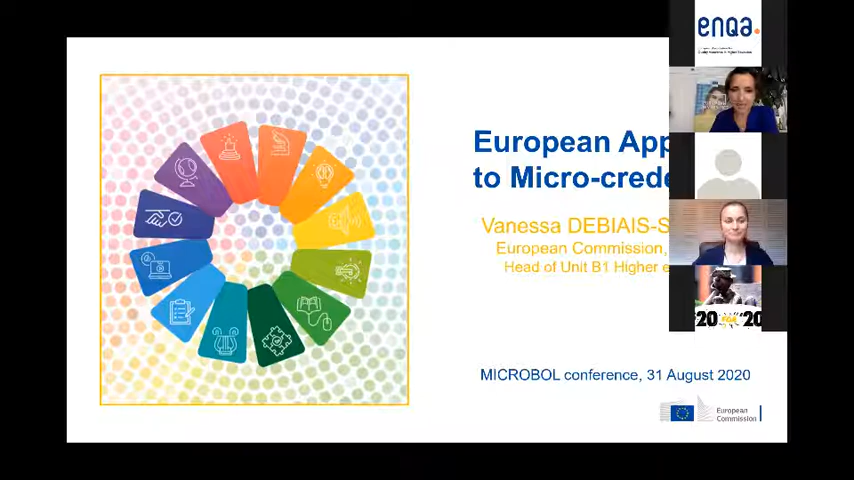 enqa.
European App
to Micro-crede
Vanessa DEBIAIS-S
European Commission,
Head of Unit B1 Higher e
20 20
MICROBOL conference, 31 August 2020
European
Commission